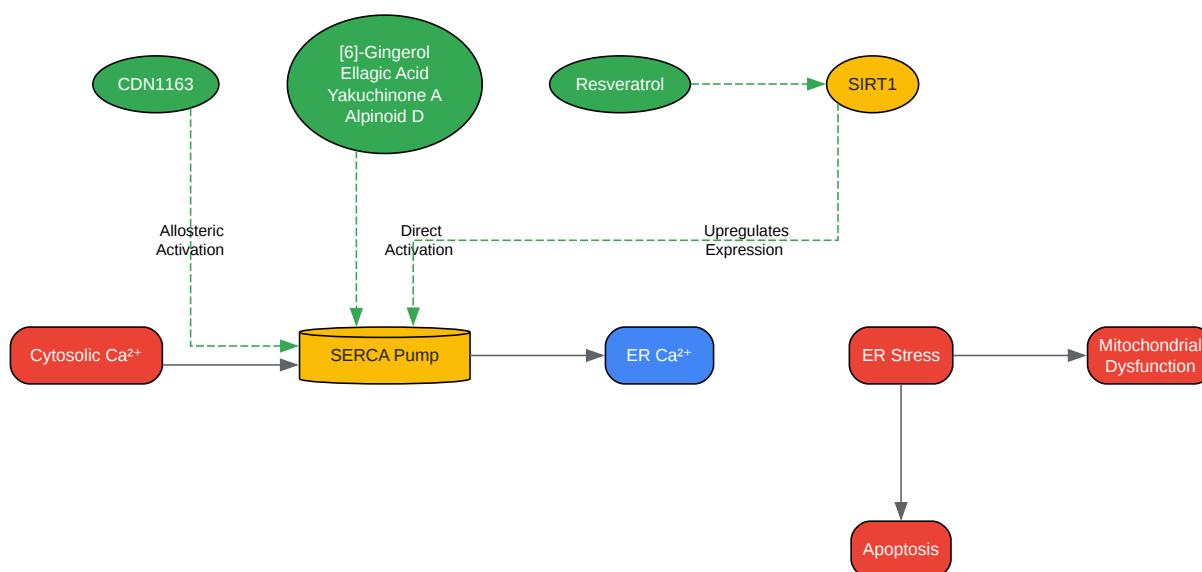 [6]-Gingerol
Ellagic Acid
Yakuchinone A
Alpinoid D
CDN1163
Resveratrol
SIRT1
Allosteric
Activation
Direct
Activation
Upregulates
Expression
Cytosolic Ca²⁺
SERCA Pump
ER Ca²⁺
ER Stress
Mitochondrial
Dysfunction
Apoptosis